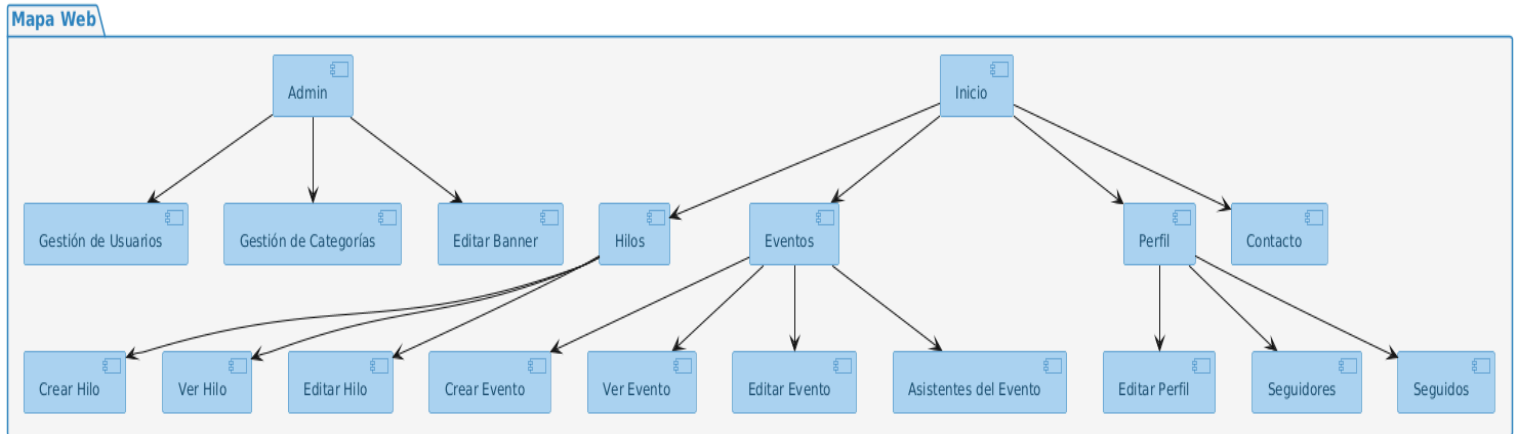 Mapa Web
Admin
Inicio
Gestión de Usuarios
Gestión de Categorías
Editar Banner
Hilos
Eventos
Perfil
Contacto
Crear Hilo
Ver Hilo
Editar Hilo
Crear Evento
Ver Evento
Editar Evento
Asistentes del Evento
Editar Perfil
Seguidores
Seguidos